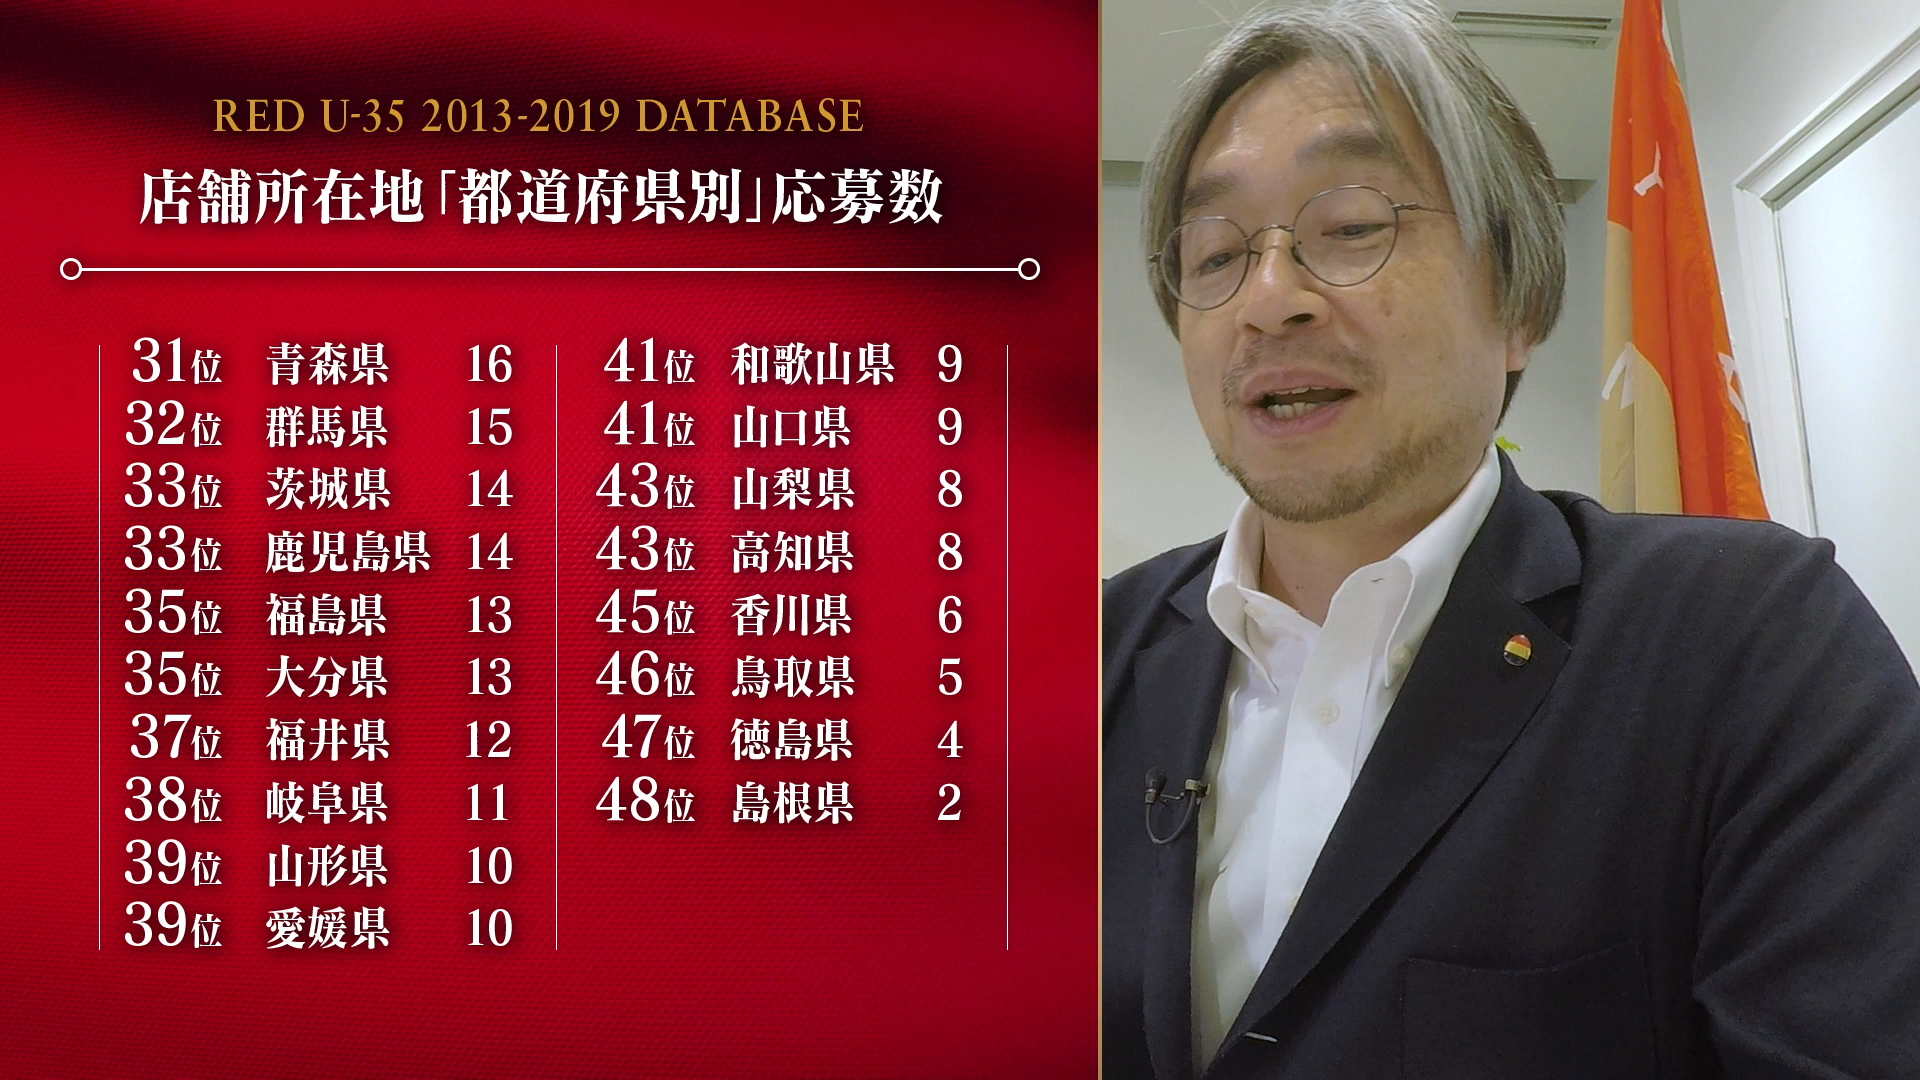 RED U-35 2013-2019 DATABASE
店舗所在地「都道府県別」応募数
31位 青森県 16
32位 群馬県 15
33位 茨城県 14
33位 鹿児島県 14
35位 福島県 13
35位 大分県 13
37位 福井県 12
38位 岐阜県 11
39位 山形県 10
39位 愛媛県 10
41位 和歌山県 9
41位 山口県 9
43位 山梨県 8
43位 高知県 8
45位 香川県 6
46位 鳥取県 5
47位 徳島県 4
48位 島根県 2